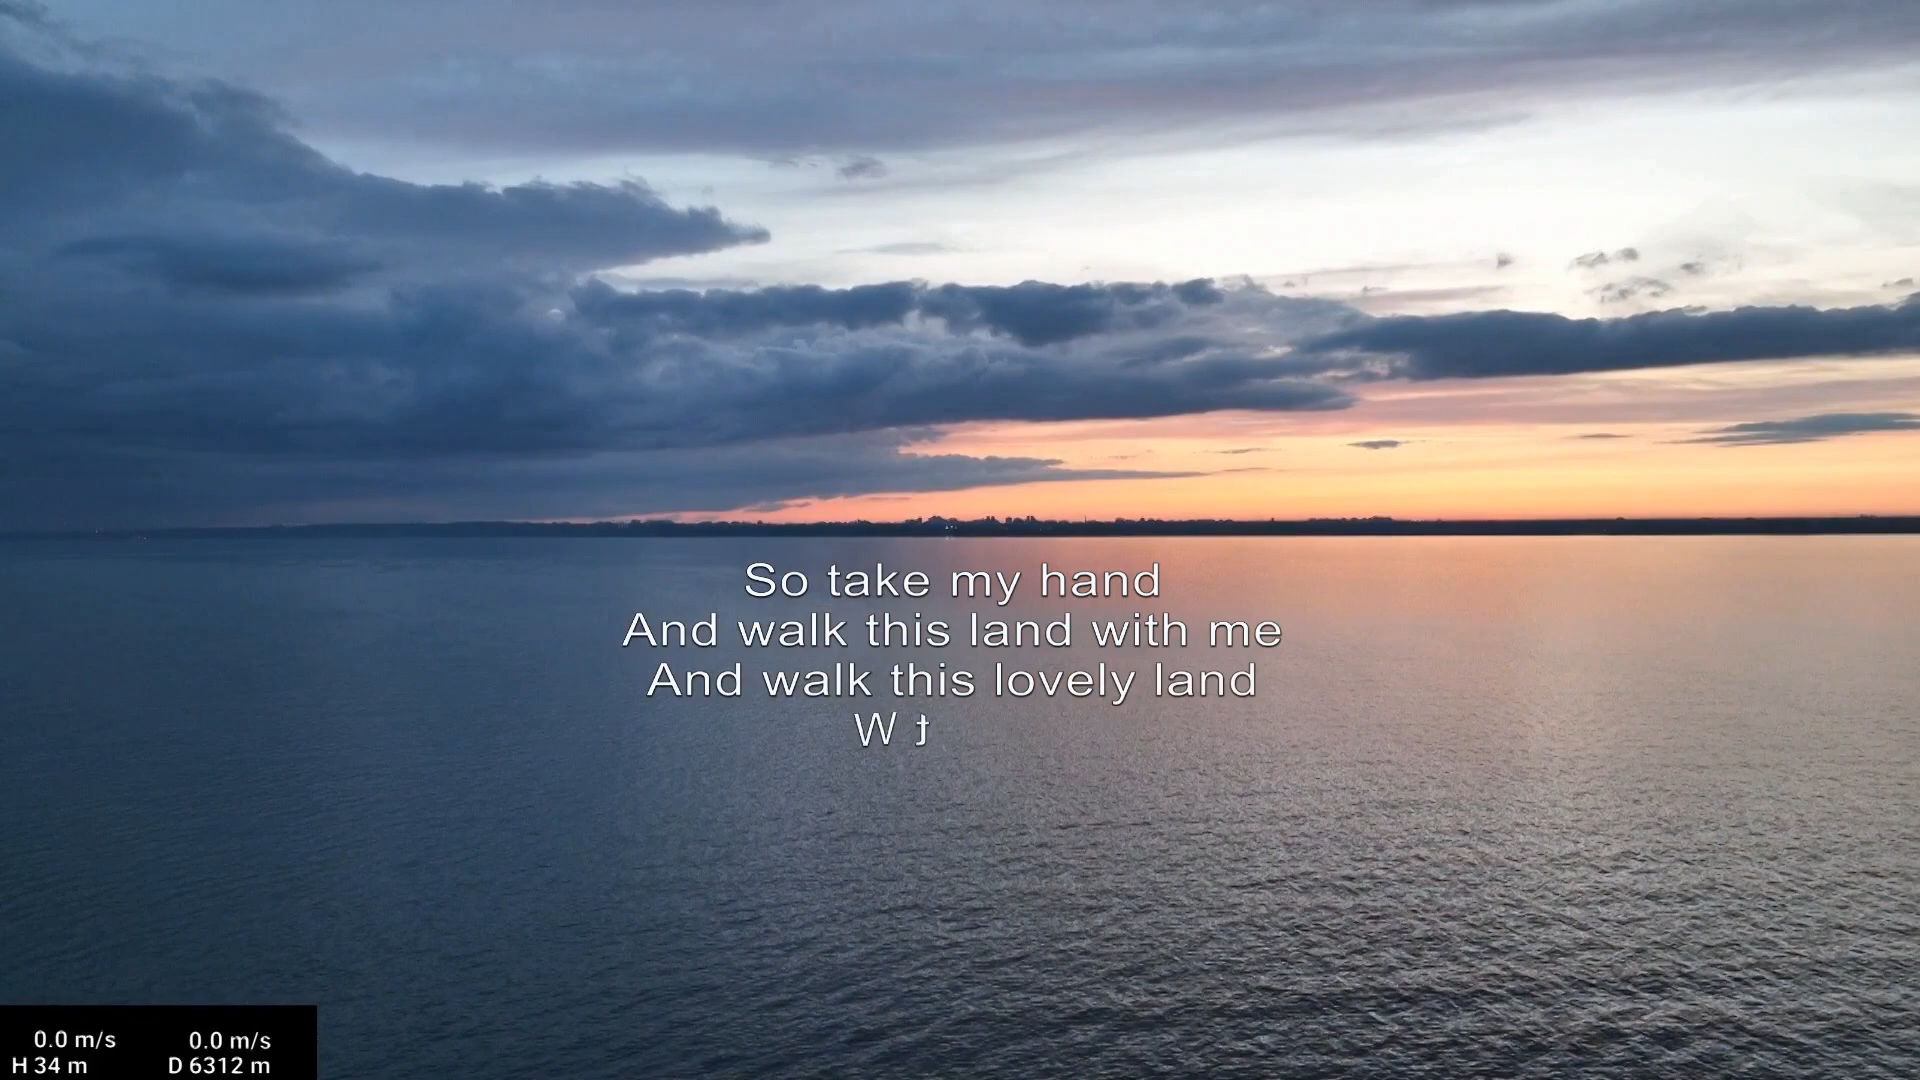 So take my hand
And walk this land with me
And walk this lovely land
W
0.0 m/s 0.0 m/s
H 34 m D 6312 m